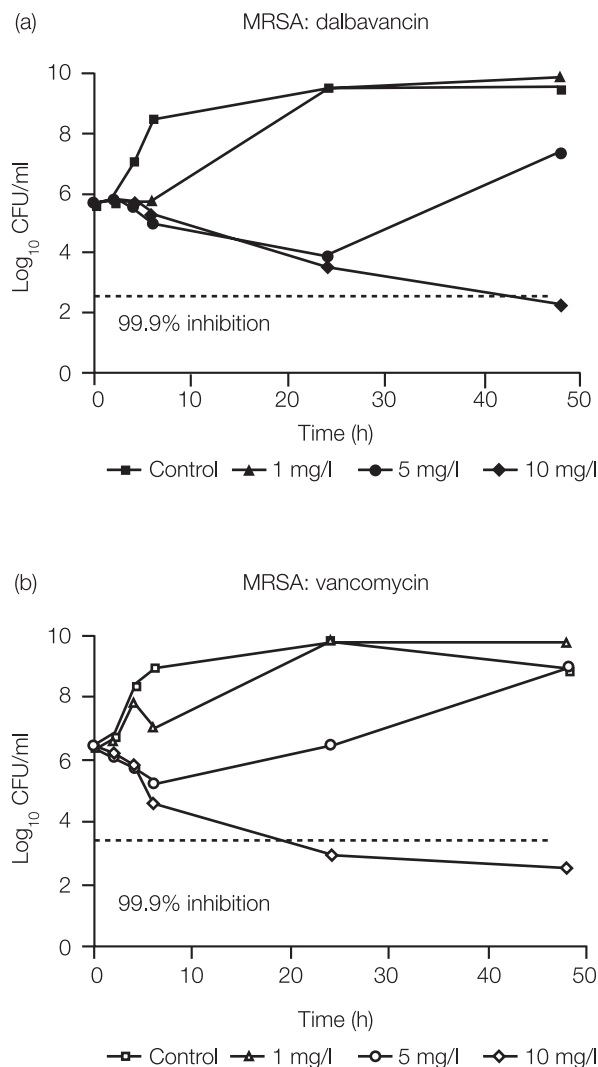 (a) MRSA: dalbavancin
10
8
6
4
2
0
Log10 CFU/ml
99.9% inhibition
0 10 20 30 40 50
Time (h)
Control 1 mg/l 5 mg/l 10 mg/l
(b) MRSA: vancomycin
10
8
6
4
2
0
Log10 CFU/ml
99.9% inhibition
0 10 20 30 40 50
Time (h)
Control 1 mg/l 5 mg/l 10 mg/l